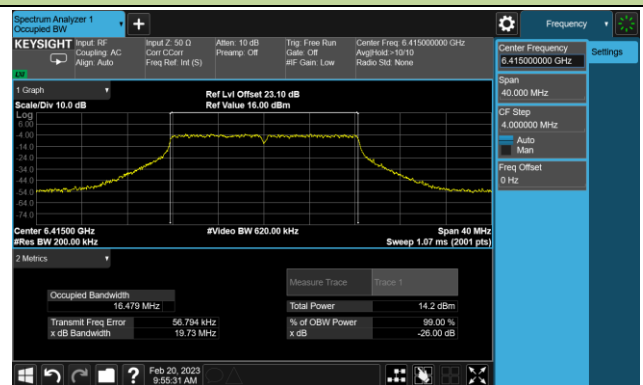 Spectrum Analyzer 1
Occupied BW
Frequency
KEYSIGHT
Input: RF
Coupling: AC
Align: Auto
Input Z: 50 Ω
Corr CCorr
Freq Ref: Int (S)
Atten: 10 dB
Preamp: Off
Trig: Free Run
Gate: Off
#IF Gain: Low
Center Freq: 6.415000000 GHz
Avg|Hold:>10/10
Radio Std: None
LXI
Center Frequency
6.415000000 GHz
Settings
Span
40.000 MHz
CF Step
4.000000 MHz
Auto
Man
Freq Offset
0 Hz
1 Graph
Scale/Div 10.0 dB
Ref Lvl Offset 23.10 dB
Ref Value 16.00 dBm
Log
6.00
-4.00
-14.0
-24.0
-34.0
-44.0
-54.0
-64.0
-74.0
Center 6.41500 GHz
#Res BW 200.00 kHz
#Video BW 620.00 kHz
Span 40 MHz
Sweep 1.07 ms (2001 pts)
2 Metrics
Measure Trace
Trace 1
Occupied Bandwidth
16.479 MHz
Total Power
14.2 dBm
Transmit Freq Error
56.794 kHz
% of OBW Power
99.00 %
x dB Bandwidth
19.73 MHz
x dB
-26.00 dB
?
Feb 20, 2023
9:55:31 AM